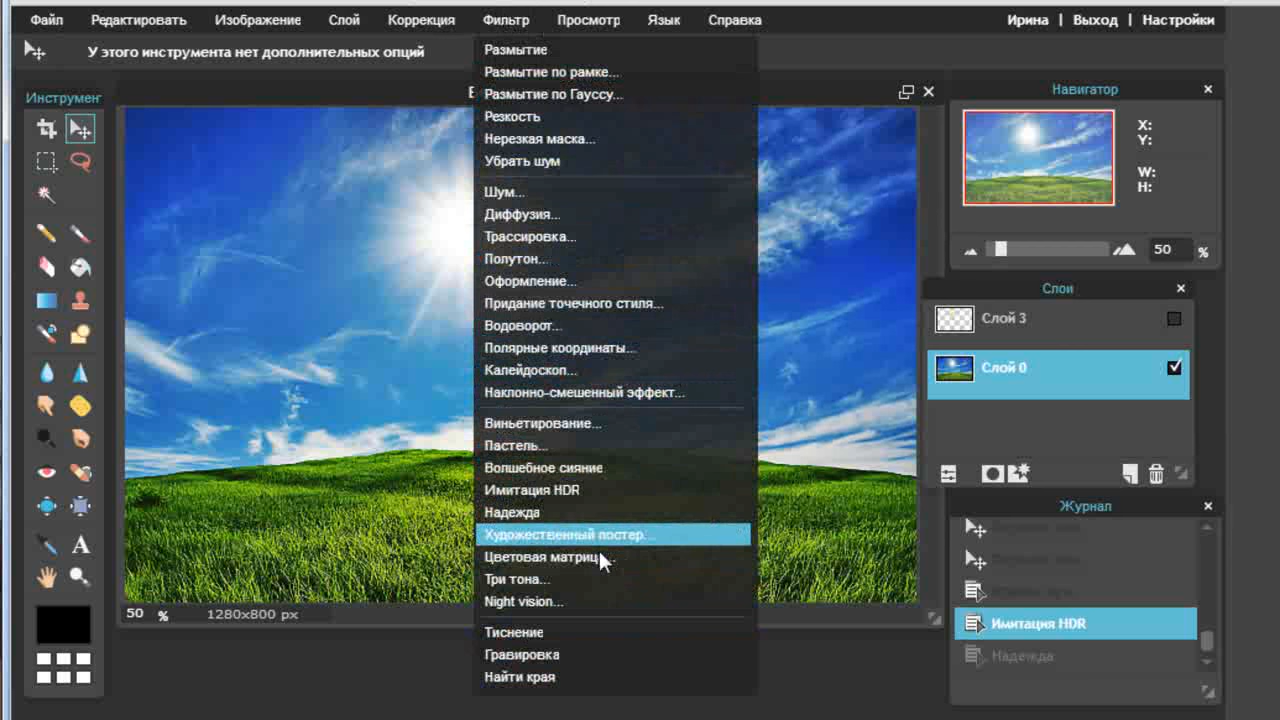 Файл Редактировать Изображение Слой Коррекция Фильтр Просмотр Язык Справка Ирина | Выход | Настройки
У этого инструмента нет дополнительных опций
Инструмент
Размытие
Размытие по рамке...
Размытие по Гауссу...
Резкость
Нерезкая маска...
Убрать шум
Шум...
Диффузия...
Трассировка...
Полутон...
Оформление...
Придание точечного стиля...
Водоворот...
Полярные координаты...
Калейдоскоп...
Наклонно-смешенный эффект...
Виньетирование...
Пастель...
Волшебное сияние
Имитация HDR
Надежда
Художественный постер...
Цветовая матрица...
Три тона...
Night vision...
Тиснение
Гравировка
Найти края
50 % 1280x800 px
Навигатор
X:
Y:
W:
H:
50 %
Слои
Слой 3
Слой 0
Журнал
Имитация HDR
Надежда
A